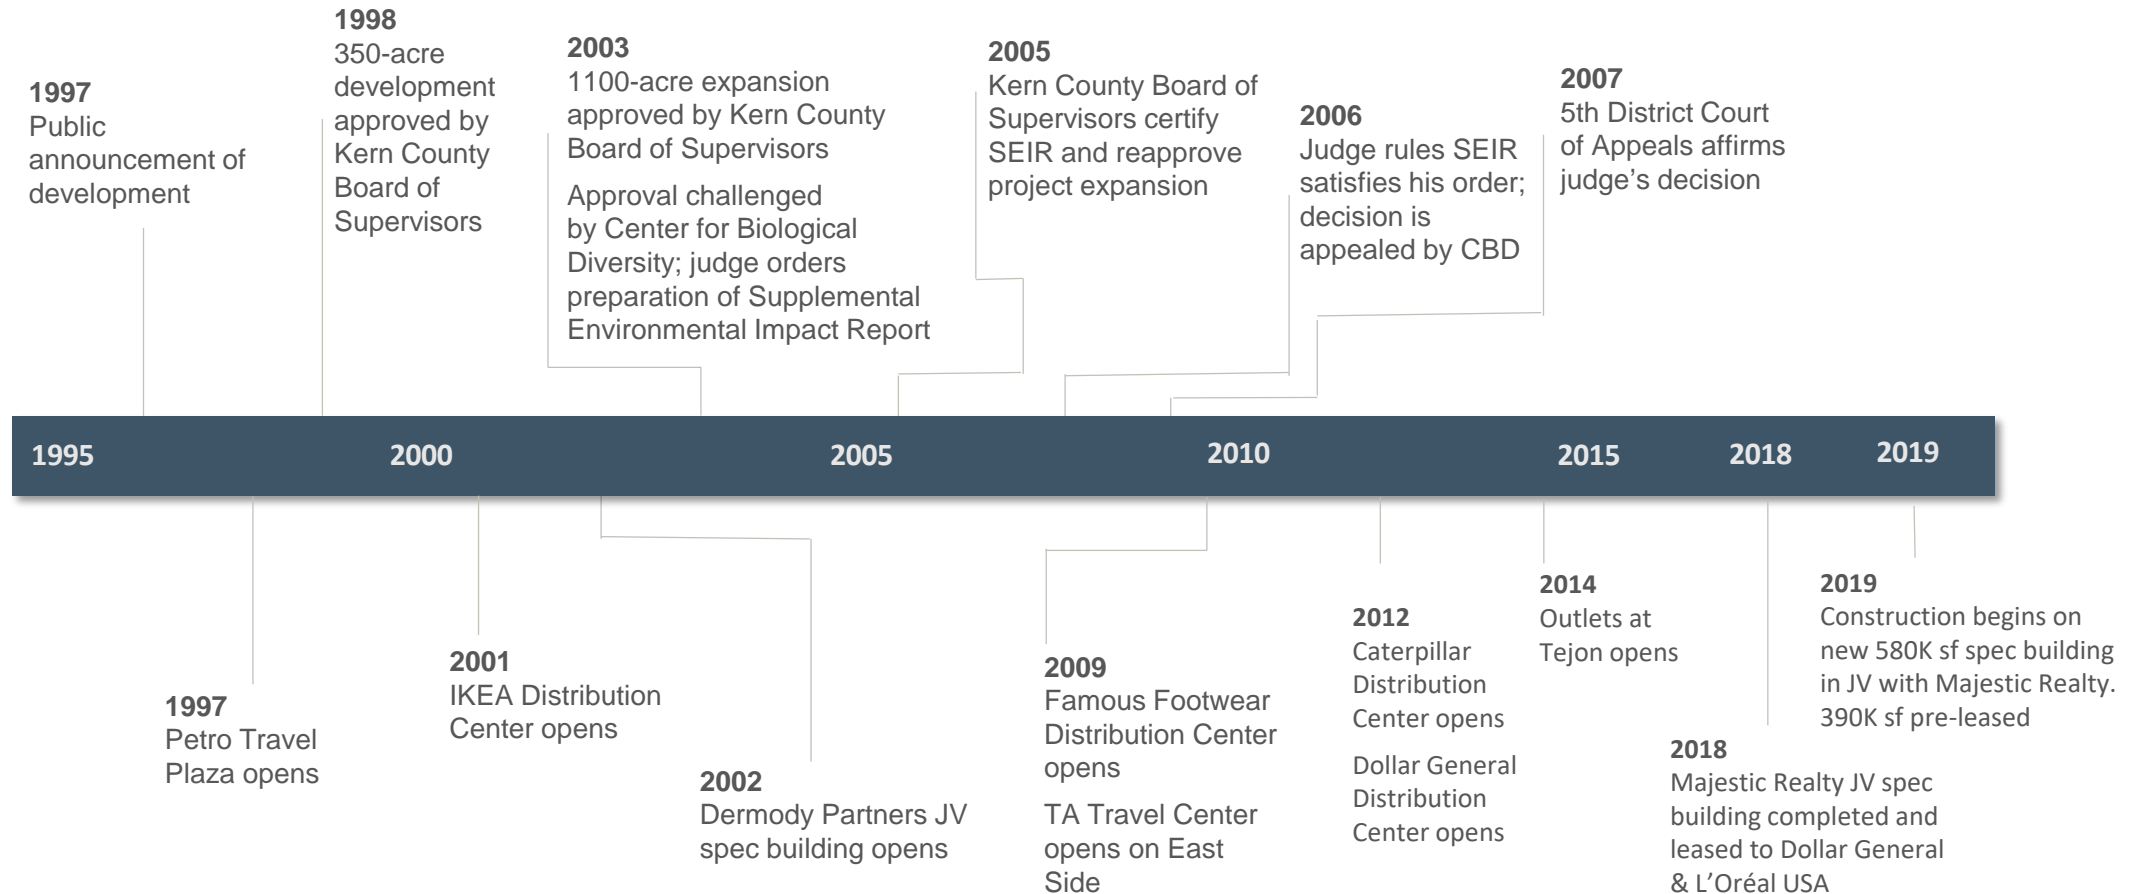 1997
Public
announcement of
development
1998
350-acre
development
approved by
Kern County
Board of
Supervisors
2003
1100-acre expansion
approved by Kern County
Board of Supervisors
Approval challenged
by Center for Biological
Diversity; judge orders
preparation of Supplemental
Environmental Impact Report
2005
Kern County Board of
Supervisors certify
SEIR and reapprove
project expansion
2006
Judge rules SEIR
satisfies his order;
decision is
appealed by CBD
2007
5th District Court
of Appeals affirms
judge’s decision
1995
2000
2005
2010
2015
2018
2019
1997
Petro Travel
Plaza opens
2001
IKEA Distribution
Center opens
2002
Dermody Partners JV
spec building opens
2009
Famous Footwear
Distribution Center
opens
TA Travel Center
opens on East
Side
2012
Caterpillar
Distribution
Center opens
Dollar General
Distribution
Center opens
2014
Outlets at
Tejon opens
2018
Majestic Realty JV spec
building completed and
leased to Dollar General
& L’Oréal USA
2019
Construction begins on
new 580K sf spec building
in JV with Majestic Realty.
390K sf pre-leased